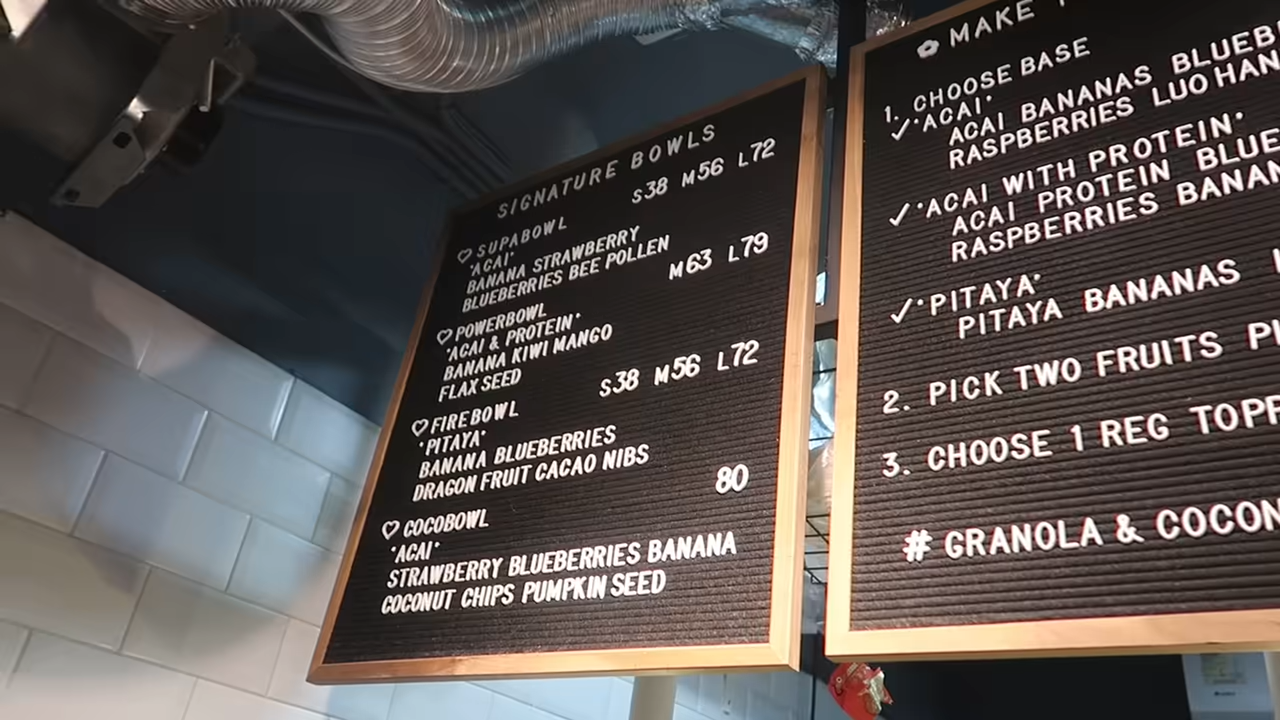 SIGNATURE BOWLS
S38 M56 L72
SUPABOWL
"ACAI"
BANANA STRAWBERRY
BLUEBERRIES BEE POLLEN
M63 L79
POWERBOWL
"ACAI & PROTEIN"
BANANA KIWI MANGO
FLAX SEED
S38 M56 L72
FIREBOWL
"PITAYA"
BANANA BLUEBERRIES
DRAGON FRUIT CACAO NIBS
80
COCOBOWL
"ACAI"
STRAWBERRY BLUEBERRIES BANANA
COCONUT CHIPS PUMPKIN SEED
MAKE
1. CHOOSE BASE
✓"ACAI"
ACAI BANANAS BLUEB
RASPBERRIES LUO HAN
✓"ACAI WITH PROTEIN"
ACAI PROTEIN BLUE
RASPBERRIES BANAN
✓"PITAYA"
PITAYA BANANAS
2. PICK TWO FRUITS
3. CHOOSE 1 REG TOPP
# GRANOLA & COCON